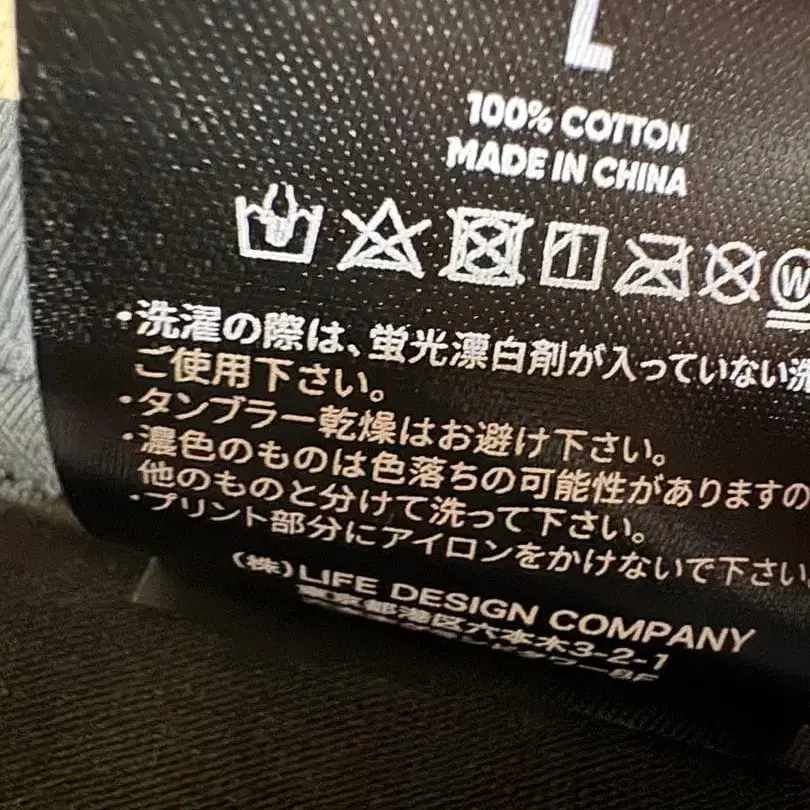 L
100% COTTON
MADE IN CHINA
W
・洗濯の際は、蛍光漂白剤が入っていない洗
ご使用下さい。
・タンブラー乾燥はお避け下さい。
・濃色のものは色落ちの可能性がありますの
他のものと分けて洗って下さい。
・プリント部分にアイロンをかけないで下さい
(株)LIFE DESIGN COMPANY
東京都港区六本木3-2-1
8F